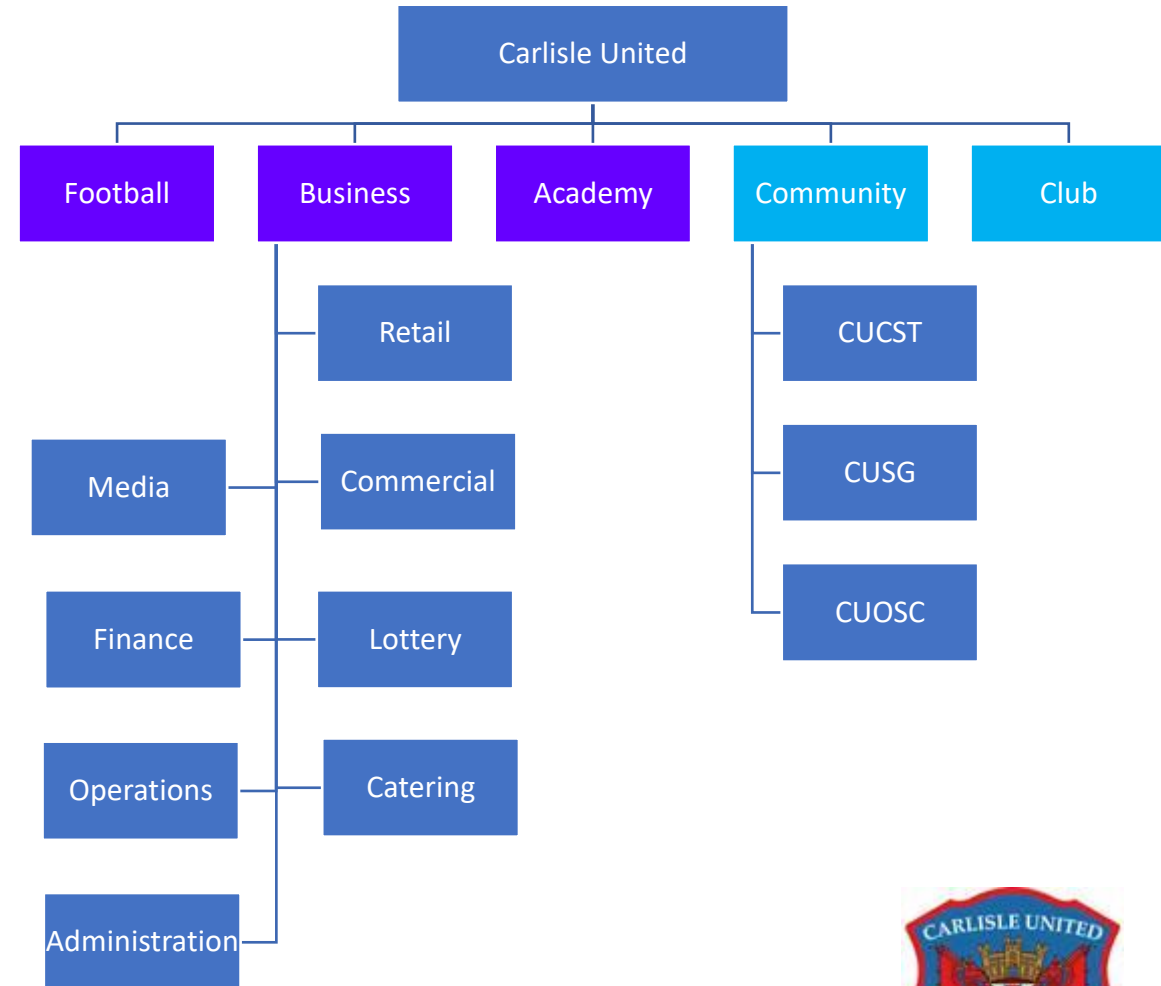 Carlisle United
Football
Business
Academy
Community
Club
Retail
CUCST
Media
Commercial
CUSG
Finance
Lottery
CUOSC
Operations
Catering
Administration
CARLISLE UNITED